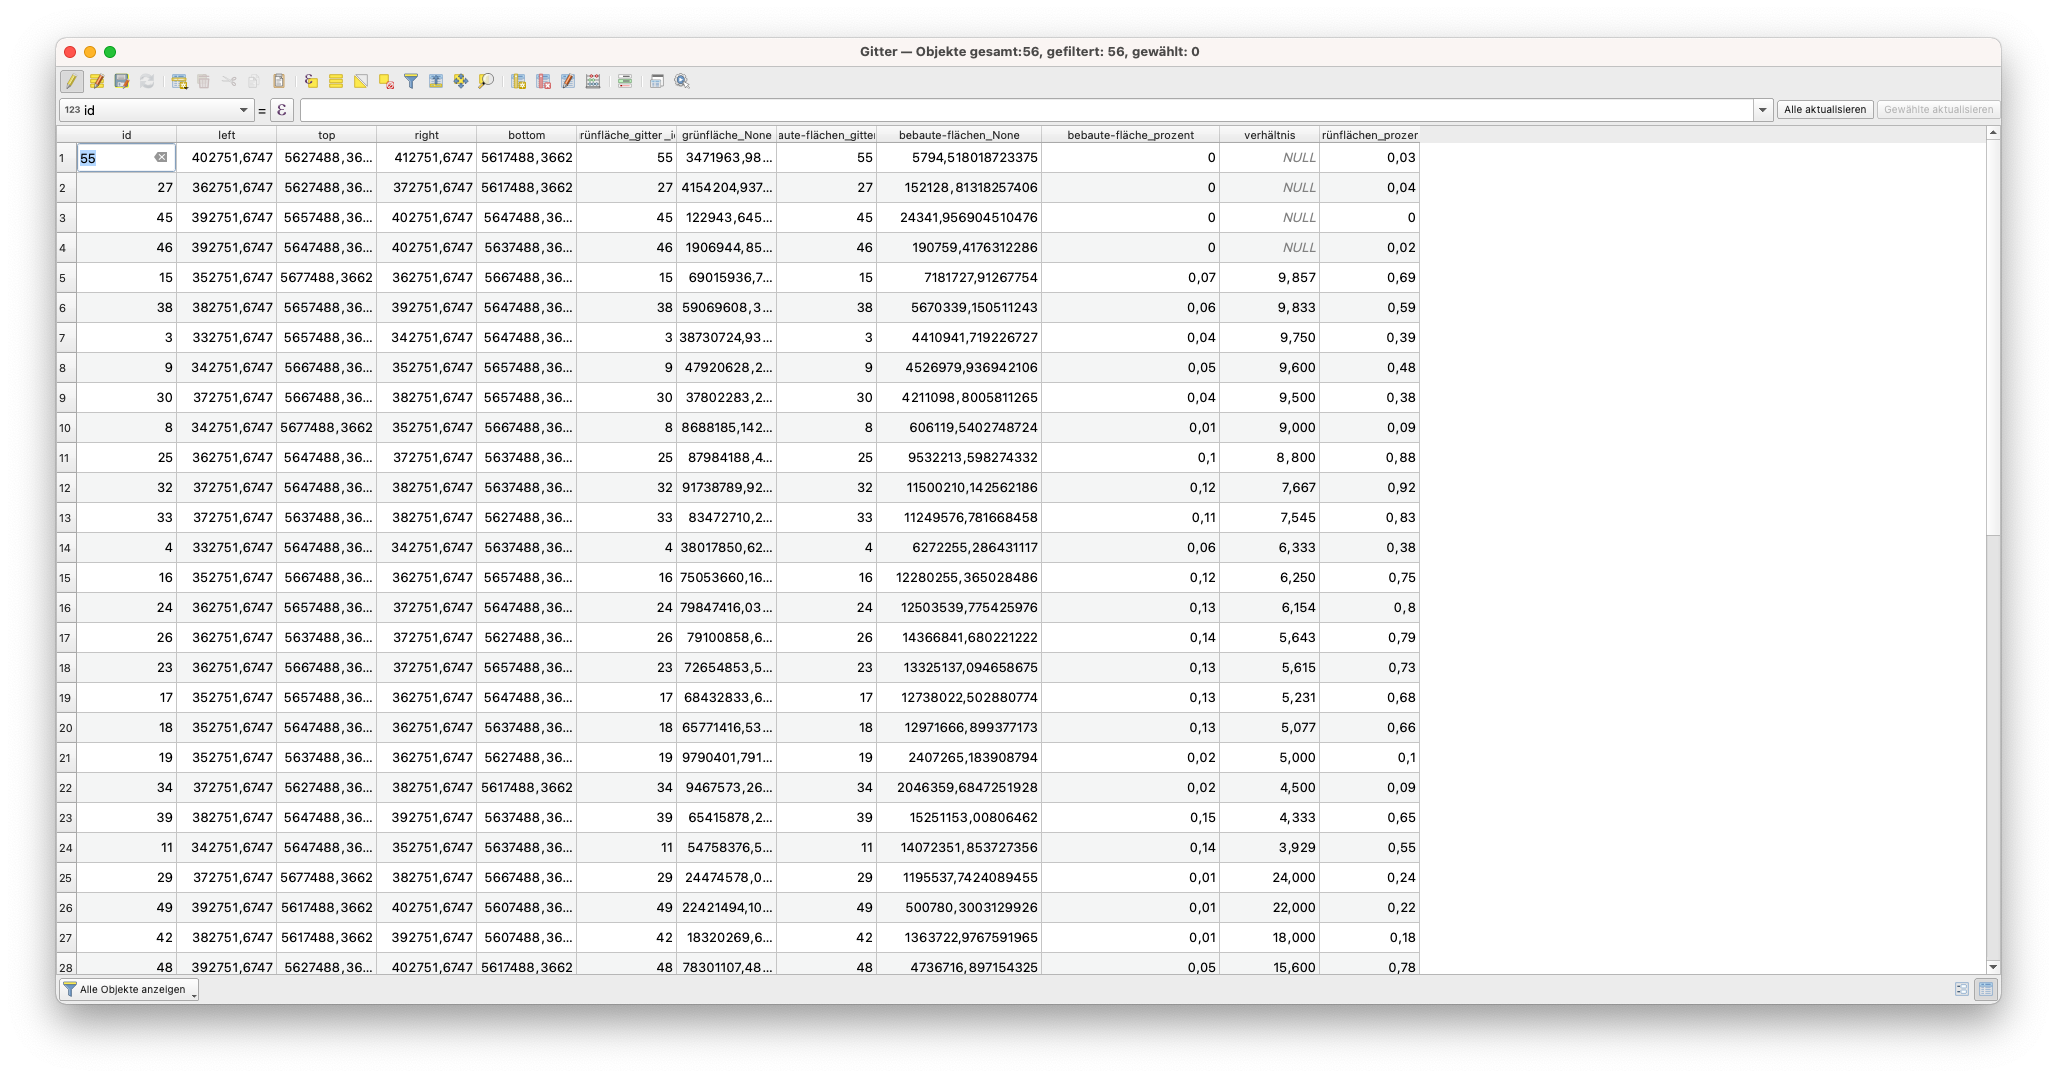 Gitter — Objekte gesamt:56, gefiltert: 56, gewählt: 0
123 id = ε Alle aktualisieren Gewählte aktualisieren
id left top right bottom rünfläche_gitter_i grünfläche_None aute-flächen_gitter bebaute-flächen_None bebaute-fläche_prozent verhältnis rünflächen_prozer
1 55 402751,6747 5627488,36... 412751,6747 5617488,3662 55 3471963,98... 55 5794,518018723375 0 NULL 0,03
2 27 362751,6747 5627488,36... 372751,6747 5617488,3662 27 4154204,937... 27 152128,81318257406 0 NULL 0,04
3 45 392751,6747 5657488,36... 402751,6747 5647488,36... 45 122943,645... 45 24341,956904510476 0 NULL 0
4 46 392751,6747 5647488,36... 402751,6747 5637488,36... 46 1906944,85... 46 190759,4176312286 0 NULL 0,02
5 15 352751,6747 5677488,3662 362751,6747 5667488,36... 15 69015936,7... 15 7181727,91267754 0,07 9,857 0,69
6 38 382751,6747 5657488,36... 392751,6747 5647488,36... 38 59069608,3... 38 5670339,150511243 0,06 9,833 0,59
7 3 332751,6747 5657488,36... 342751,6747 5647488,36... 3 38730724,93... 3 4410941,719226727 0,04 9,750 0,39
8 9 342751,6747 5667488,36... 352751,6747 5657488,36... 9 47920628,2... 9 4526979,936942106 0,05 9,600 0,48
9 30 372751,6747 5667488,36... 382751,6747 5657488,36... 30 37802283,2... 30 4211098,8005811265 0,04 9,500 0,38
10 8 342751,6747 5677488,3662 352751,6747 5667488,36... 8 8688185,142... 8 606119,5402748724 0,01 9,000 0,09
11 25 362751,6747 5647488,36... 372751,6747 5637488,36... 25 87984188,4... 25 9532213,598274332 0,1 8,800 0,88
12 32 372751,6747 5647488,36... 382751,6747 5637488,36... 32 91738789,92... 32 11500210,142562186 0,12 7,667 0,92
13 33 372751,6747 5637488,36... 382751,6747 5627488,36... 33 83472710,2... 33 11249576,781668458 0,11 7,545 0,83
14 4 332751,6747 5647488,36... 342751,6747 5637488,36... 4 38017850,62... 4 6272255,286431117 0,06 6,333 0,38
15 16 352751,6747 5667488,36... 362751,6747 5657488,36... 16 75053660,16... 16 12280255,365028486 0,12 6,250 0,75
16 24 362751,6747 5657488,36... 372751,6747 5647488,36... 24 79847416,03... 24 12503539,775425976 0,13 6,154 0,8
17 26 362751,6747 5637488,36... 372751,6747 5627488,36... 26 79100858,6... 26 14366841,680221222 0,14 5,643 0,79
18 23 362751,6747 5667488,36... 372751,6747 5657488,36... 23 72654853,5... 23 13325137,094658675 0,13 5,615 0,73
19 17 352751,6747 5657488,36... 362751,6747 5647488,36... 17 68432833,6... 17 12738022,502880774 0,13 5,231 0,68
20 18 352751,6747 5647488,36... 362751,6747 5637488,36... 18 65771416,53... 18 12971666,899377173 0,13 5,077 0,66
21 19 352751,6747 5637488,36... 362751,6747 5627488,36... 19 9790401,791... 19 2407265,183908794 0,02 5,000 0,1
22 34 372751,6747 5627488,36... 382751,6747 5617488,3662 34 9467573,26... 34 2046359,6847251928 0,02 4,500 0,09
23 39 382751,6747 5647488,36... 392751,6747 5637488,36... 39 65415878,2... 39 15251153,00806462 0,15 4,333 0,65
24 11 342751,6747 5647488,36... 352751,6747 5637488,36... 11 54758376,5... 11 14072351,853727356 0,14 3,929 0,55
25 29 372751,6747 5677488,3662 382751,6747 5667488,36... 29 24474578,0... 29 1195537,7424089455 0,01 24,000 0,24
26 49 392751,6747 5617488,3662 402751,6747 5607488,36... 49 22421494,10... 49 500780,3003129926 0,01 22,000 0,22
27 42 382751,6747 5617488,3662 392751,6747 5607488,36... 42 18320269,6... 42 1363722,9767591965 0,01 18,000 0,18
28 48 392751,6747 5627488,36... 402751,6747 5617488,3662 48 78301107,48... 48 4736716,897154325 0,05 15,600 0,78
Alle Objekte anzeigen